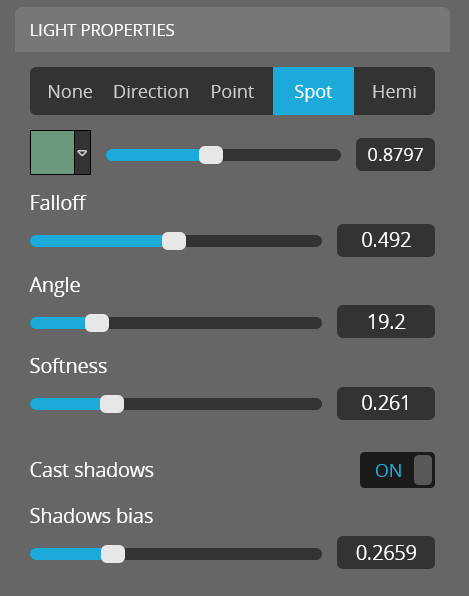 LIGHT PROPERTIES
None Direction Point Spot Hemi
0.8797
Falloff
0.492
Angle
19.2
Softness
0.261
Cast shadows ON
Shadows bias
0.2659